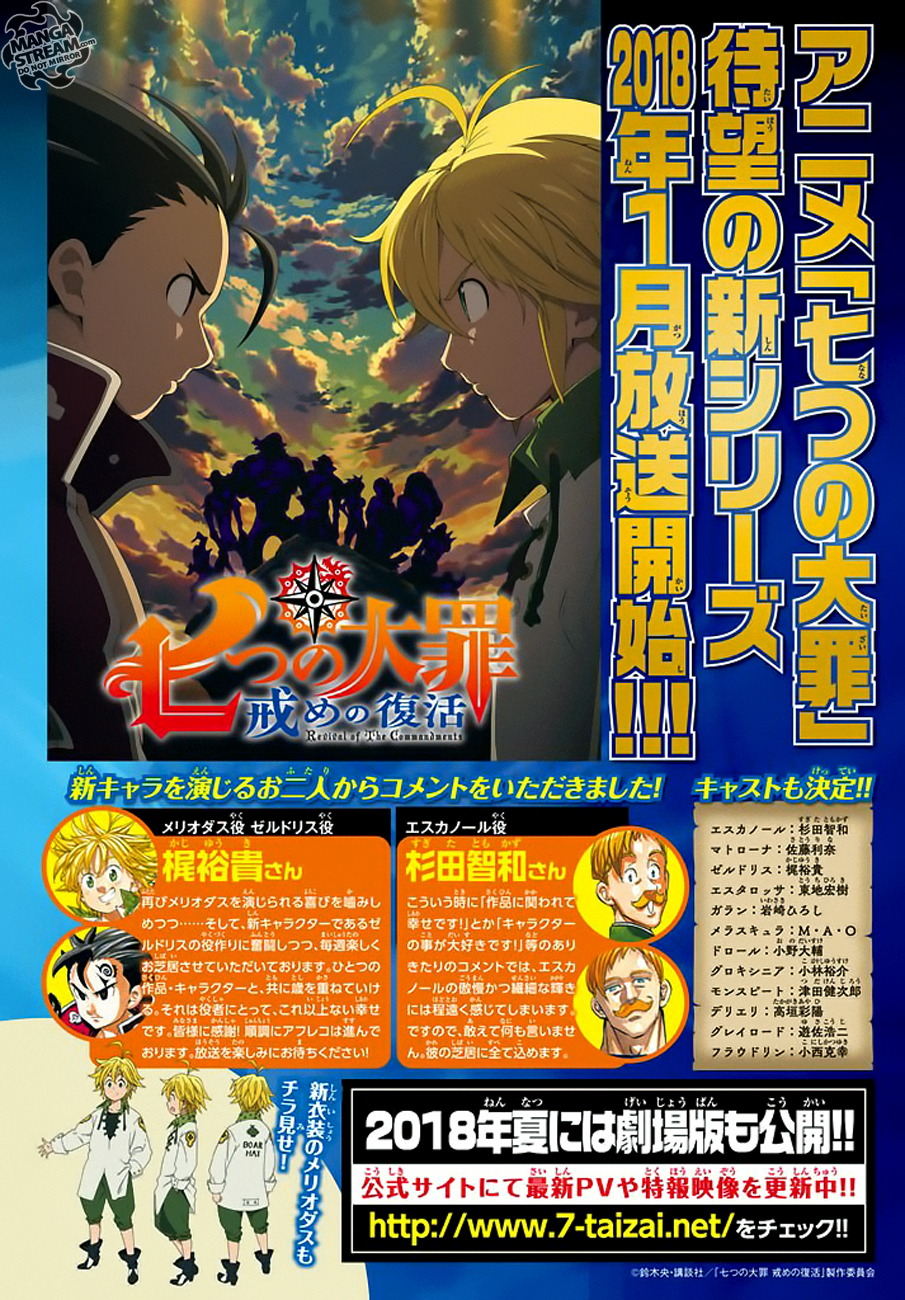 MANGA
STREAM.com
DO NOT MIRROR
アニメ「七つの大罪」
待望の新シリーズ
2018年1月放送開始!!!
七つの大罪
戒めの復活
Revival of The Commandments
新キャラを演じるお二人からコメントをいただきました!
メリオダス役 ゼルドリス役
梶裕貴さん
再びメリオダスを演じられる喜びを噛みし
めつつ……そして、新キャラクターであるゼ
ルドリスの役作りに奮闘しつつ、毎週楽しく
お芝居させていただいております。ひとつの
作品・キャラクターと、共に歳を重ねていけ
る。それは役者にとって、これ以上ない幸せ
です。皆様に感謝! 順調にアフレコは進んで
おります。放送を楽しみにお待ちください!
エスカノール役
杉田智和さん
こういう時に「作品に関われて
幸せです!」とか「キャラクター
の事が大好きです!」等のあり
きたりのコメントでは、エスカ
ノールの傲慢かつ繊細な輝き
には程遠く感じてしまいます。
ですので、敢えて何も言いませ
ん。彼の芝居に全て込めます。
キャストも決定!!
エスカノール:杉田智和
マトローナ:佐藤利奈
ゼルドリス:梶裕貴
エスタロッサ:東地宏樹
ガラン:岩崎ひろし
メラスキュラ:M・A・O
ドロール:小野大輔
グロキシニア:小林裕介
モンスピート:津田健次郎
デリエリ:高垣彩陽
グレイロード:遊佐浩二
フラウドリン:小西克幸
新衣装のメリオダスも
チラ見せ!
BOAR
HAT
2018年夏には劇場版も公開!!
公式サイトにて最新PVや特報映像を更新中!!
http://www.7-taizai.net/をチェック!!
©鈴木央・講談社/「七つの大罪 戒めの復活」製作委員会